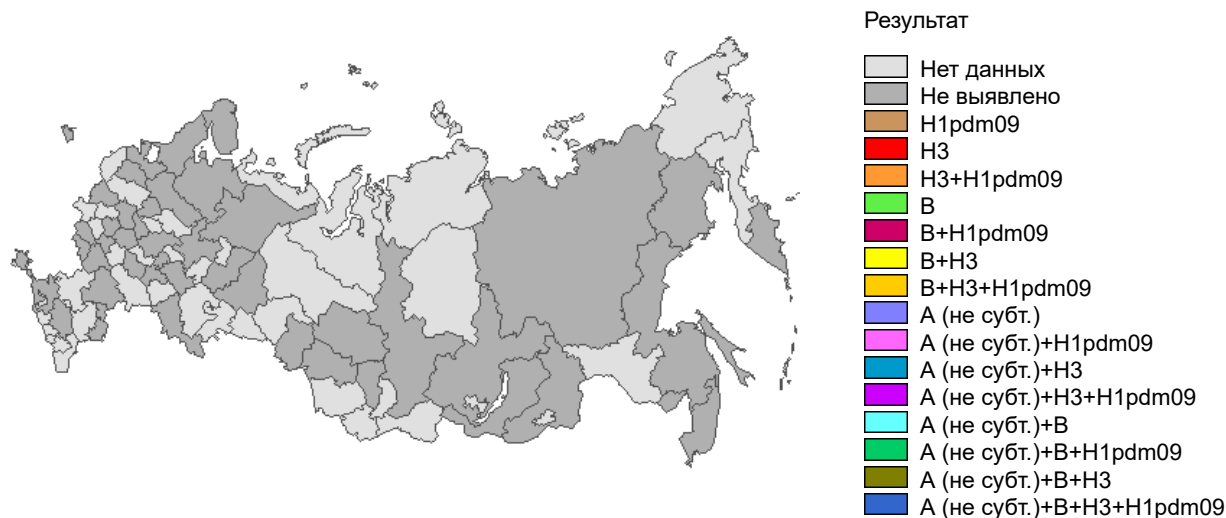 Результат
Нет данных
Не выявлено
H1pdm09
H3
H3+H1pdm09
B
B+H1pdm09
B+H3
B+H3+H1pdm09
А (не субт.)
А (не субт.)+H1pdm09
А (не субт.)+H3
А (не субт.)+H3+H1pdm09
А (не субт.)+B
А (не субт.)+B+H1pdm09
А (не субт.)+B+H3
А (не субт.)+B+H3+H1pdm09